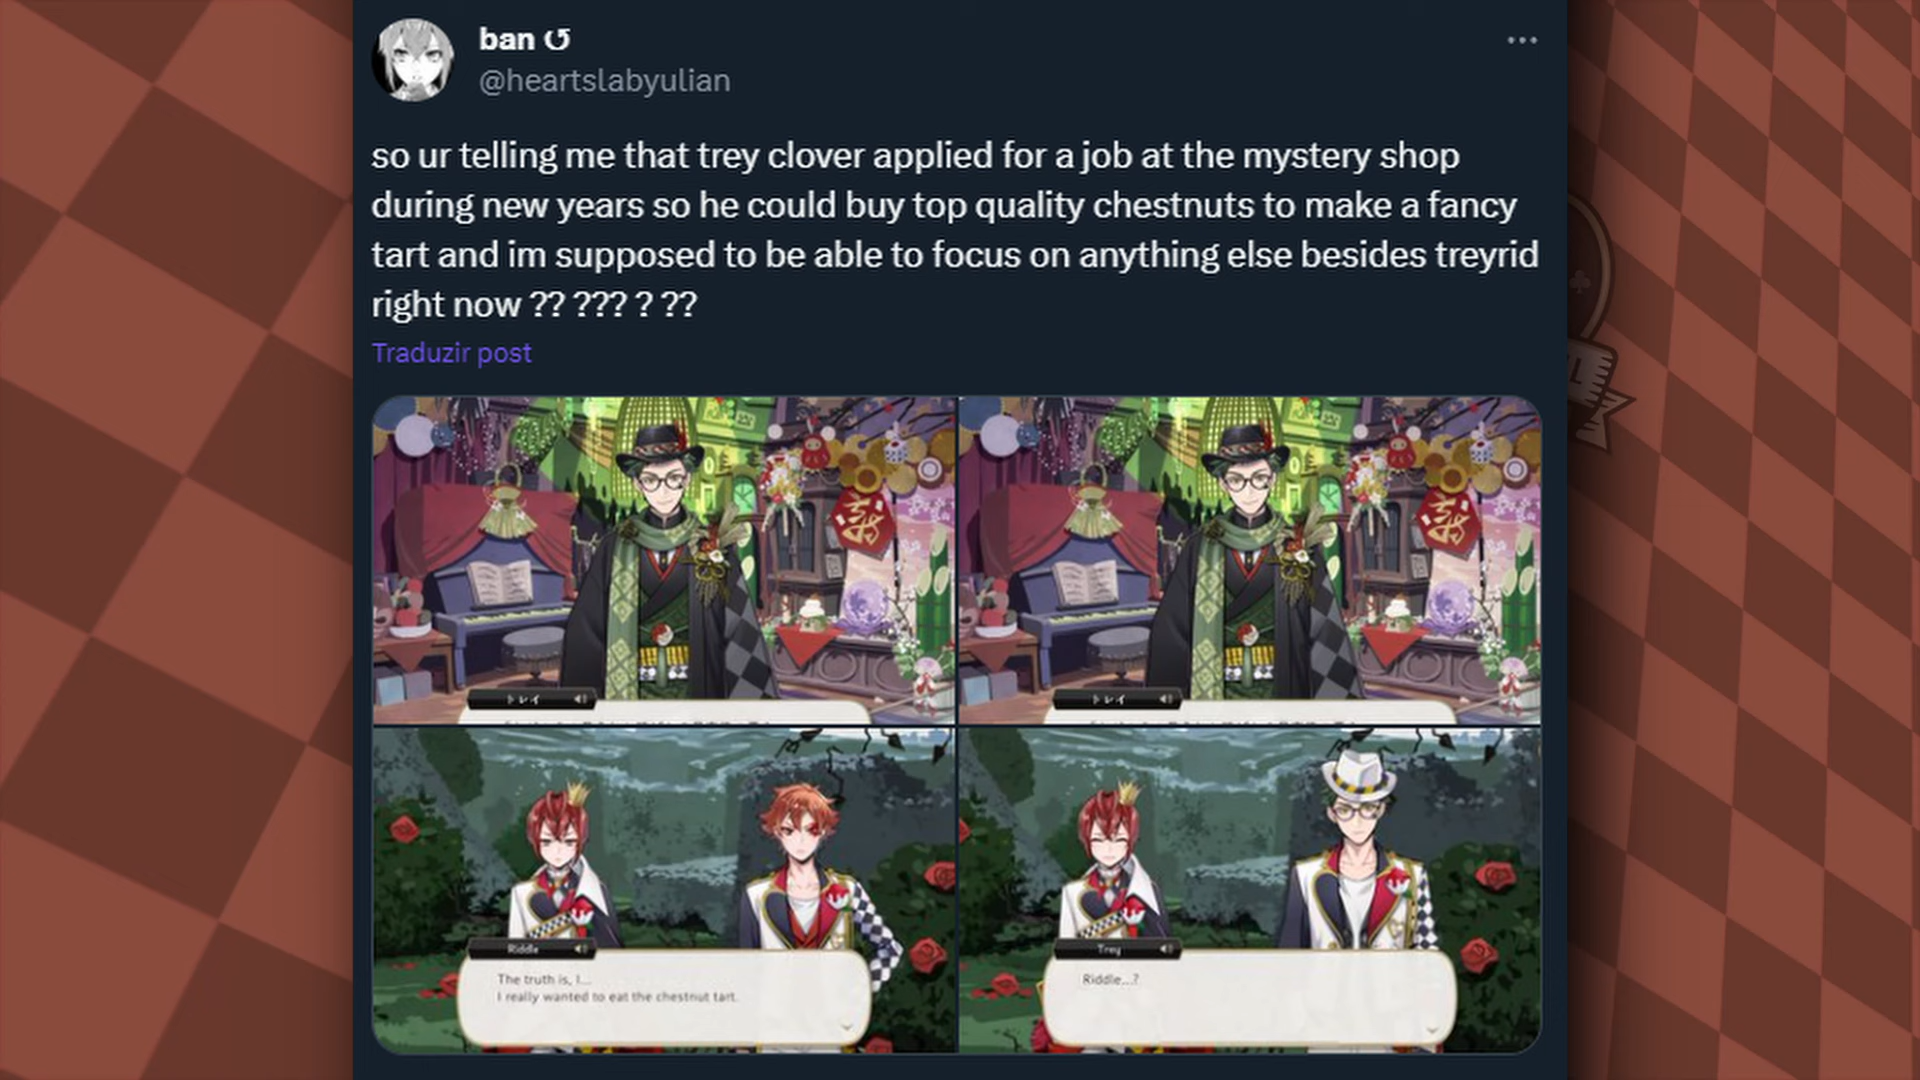 ban ↺
@heartslabyulian
so ur telling me that trey clover applied for a job at the mystery shop
during new years so he could buy top quality chestnuts to make a fancy
tart and im supposed to be able to focus on anything else besides treyrid
right now ?? ??? ? ??
Traduzir post
トレイ
トレイ
Riddle
The truth is, I...
I really wanted to eat the chestnut tart.
Trey
Riddle...?